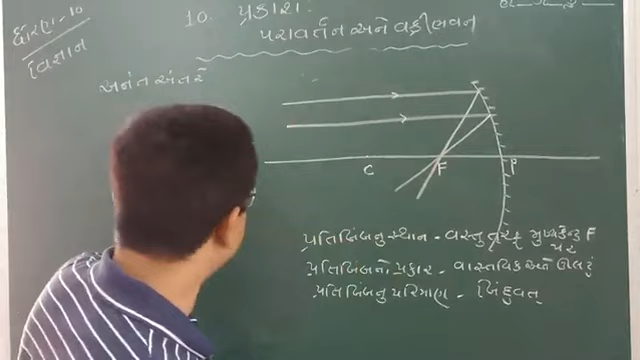 ધોરણ-10
વિજ્ઞાન
10. પ્રકાશ:
પરાવર્તન અને વક્રીભવન
અનંત અંતરે
C F P
પ્રતિબિંબનું સ્થાન - વસ્તુ તરફ મુખ્યકેન્દ્ર F
પર
પ્રતિબિંબનો પ્રકાર - વાસ્તવિક અને ઊલટું
પ્રતિબિંબનું પરિમાણ - બિંદુવત્